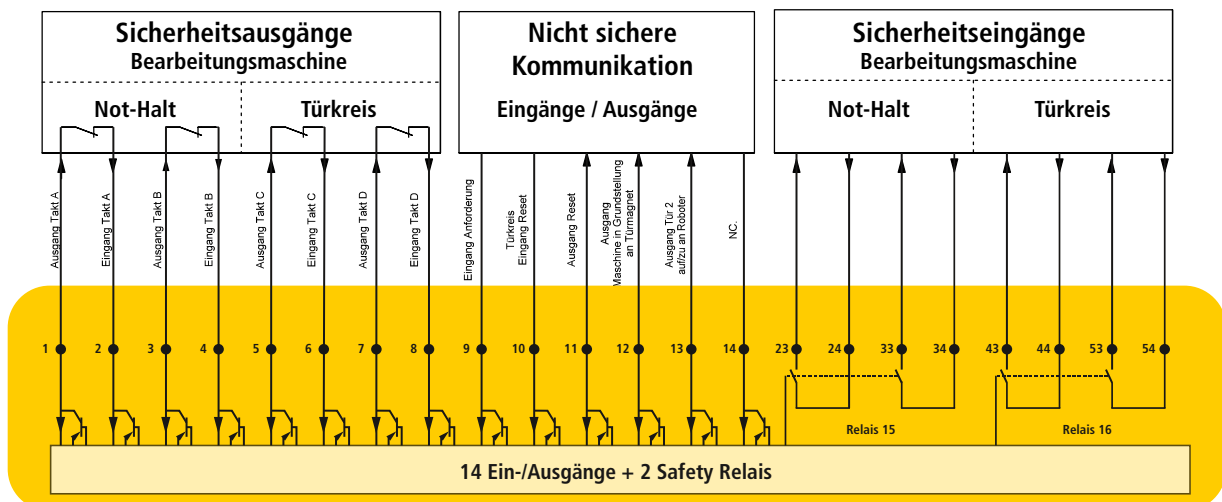 Sicherheitsausgänge
Bearbeitungsmaschine
Not-Halt
Türkreis
Nicht sichere
Kommunikation
Eingänge / Ausgänge
Sicherheitseingänge
Bearbeitungsmaschine
Not-Halt
Türkreis
Ausgang Takt A
Eingang Takt A
Ausgang Takt B
Eingang Takt B
Ausgang Takt C
Eingang Takt C
Ausgang Takt D
Eingang Takt D
Eingang Anforderung
Türkreis
Eingang Reset
Ausgang Reset
Ausgang
Maschine in Grundstellung
an Türmagnet
Ausgang Tür 2
auf/zu an Roboter
NC.
1
2
3
4
5
6
7
8
9
10
11
12
13
14
23
24
33
34
43
44
53
54
Relais 15
Relais 16
14 Ein-/Ausgänge + 2 Safety Relais